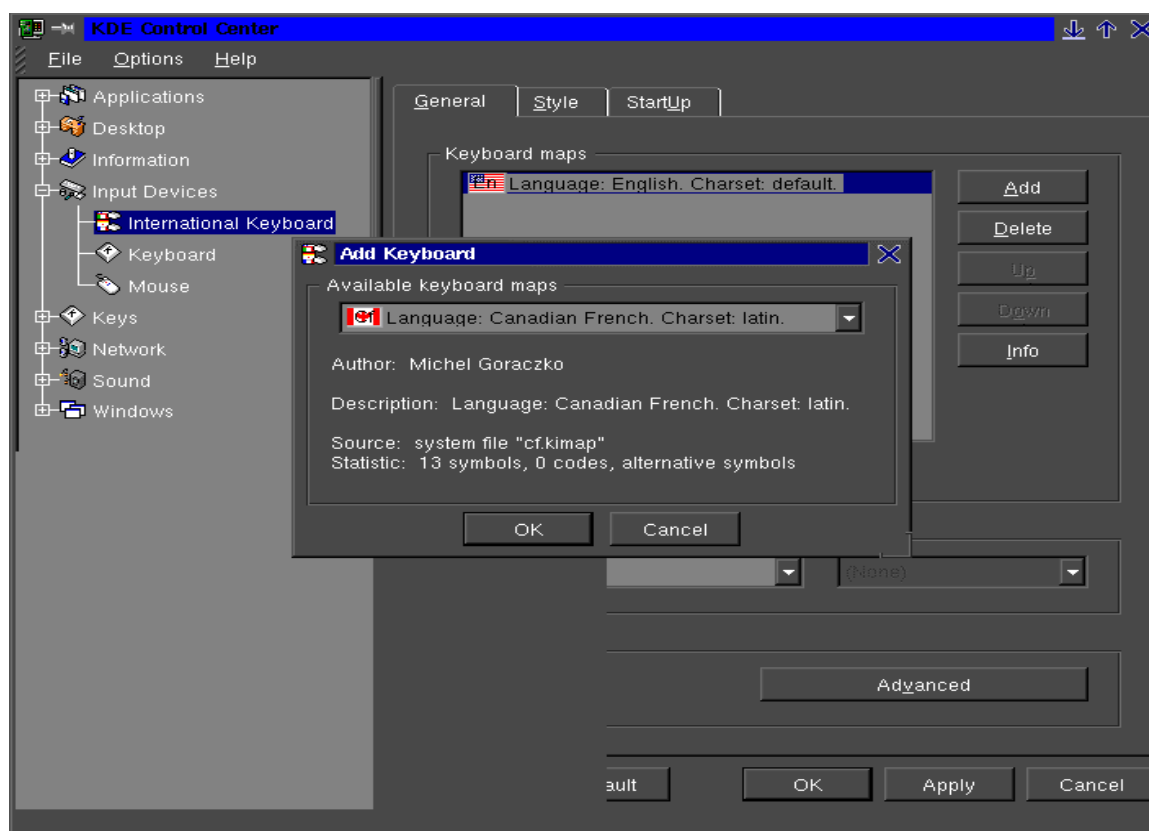 KDE Control Center
File Options Help
Applications
Desktop
Information
Input Devices
International Keyboard
Keyboard
Mouse
Keys
Network
Sound
Windows
General Style StartUp
Keyboard maps
En Language: English. Charset: default.
Add
Delete
Up
Down
Info
Add Keyboard
Available keyboard maps
cf Language: Canadian French. Charset: latin.
Author: Michel Goraczko
Description: Language: Canadian French. Charset: latin.
Source: system file "cf.kimap"
Statistic: 13 symbols, 0 codes, alternative symbols
OK Cancel
(None)
Advanced
ault OK Apply Cancel